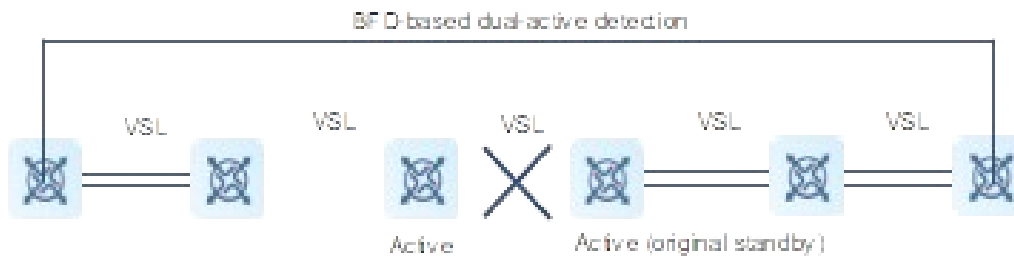 BFD-based dual-active detection
VSL VSL VSL VSL VSL
Active Active (original standby)